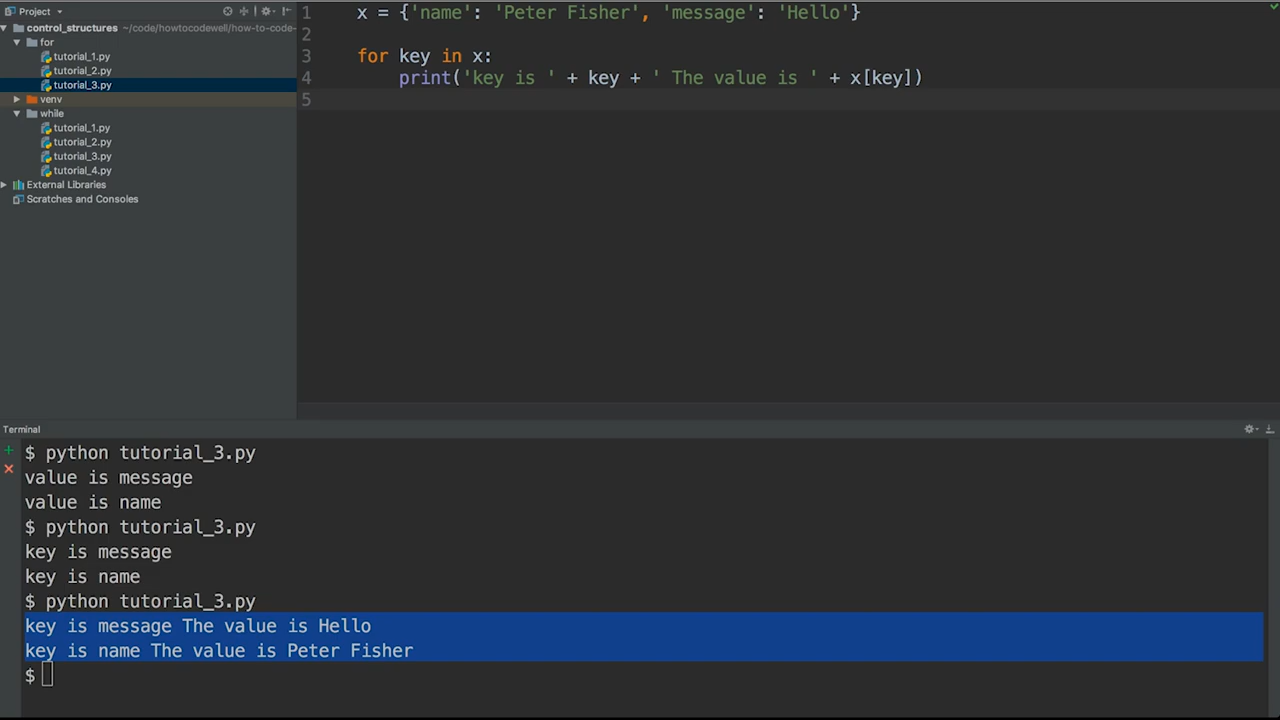 Project
control_structures ~/code/howtocodewell/how-to-code-
for
tutorial_1.py
tutorial_2.py
tutorial_3.py
venv
while
tutorial_1.py
tutorial_2.py
tutorial_3.py
tutorial_4.py
External Libraries
Scratches and Consoles
1 x = {'name': 'Peter Fisher', 'message': 'Hello'}
2
3 for key in x:
4 print('key is ' + key + ' The value is ' + x[key])
5
Terminal
$ python tutorial_3.py
value is message
value is name
$ python tutorial_3.py
key is message
key is name
$ python tutorial_3.py
key is message The value is Hello
key is name The value is Peter Fisher
$